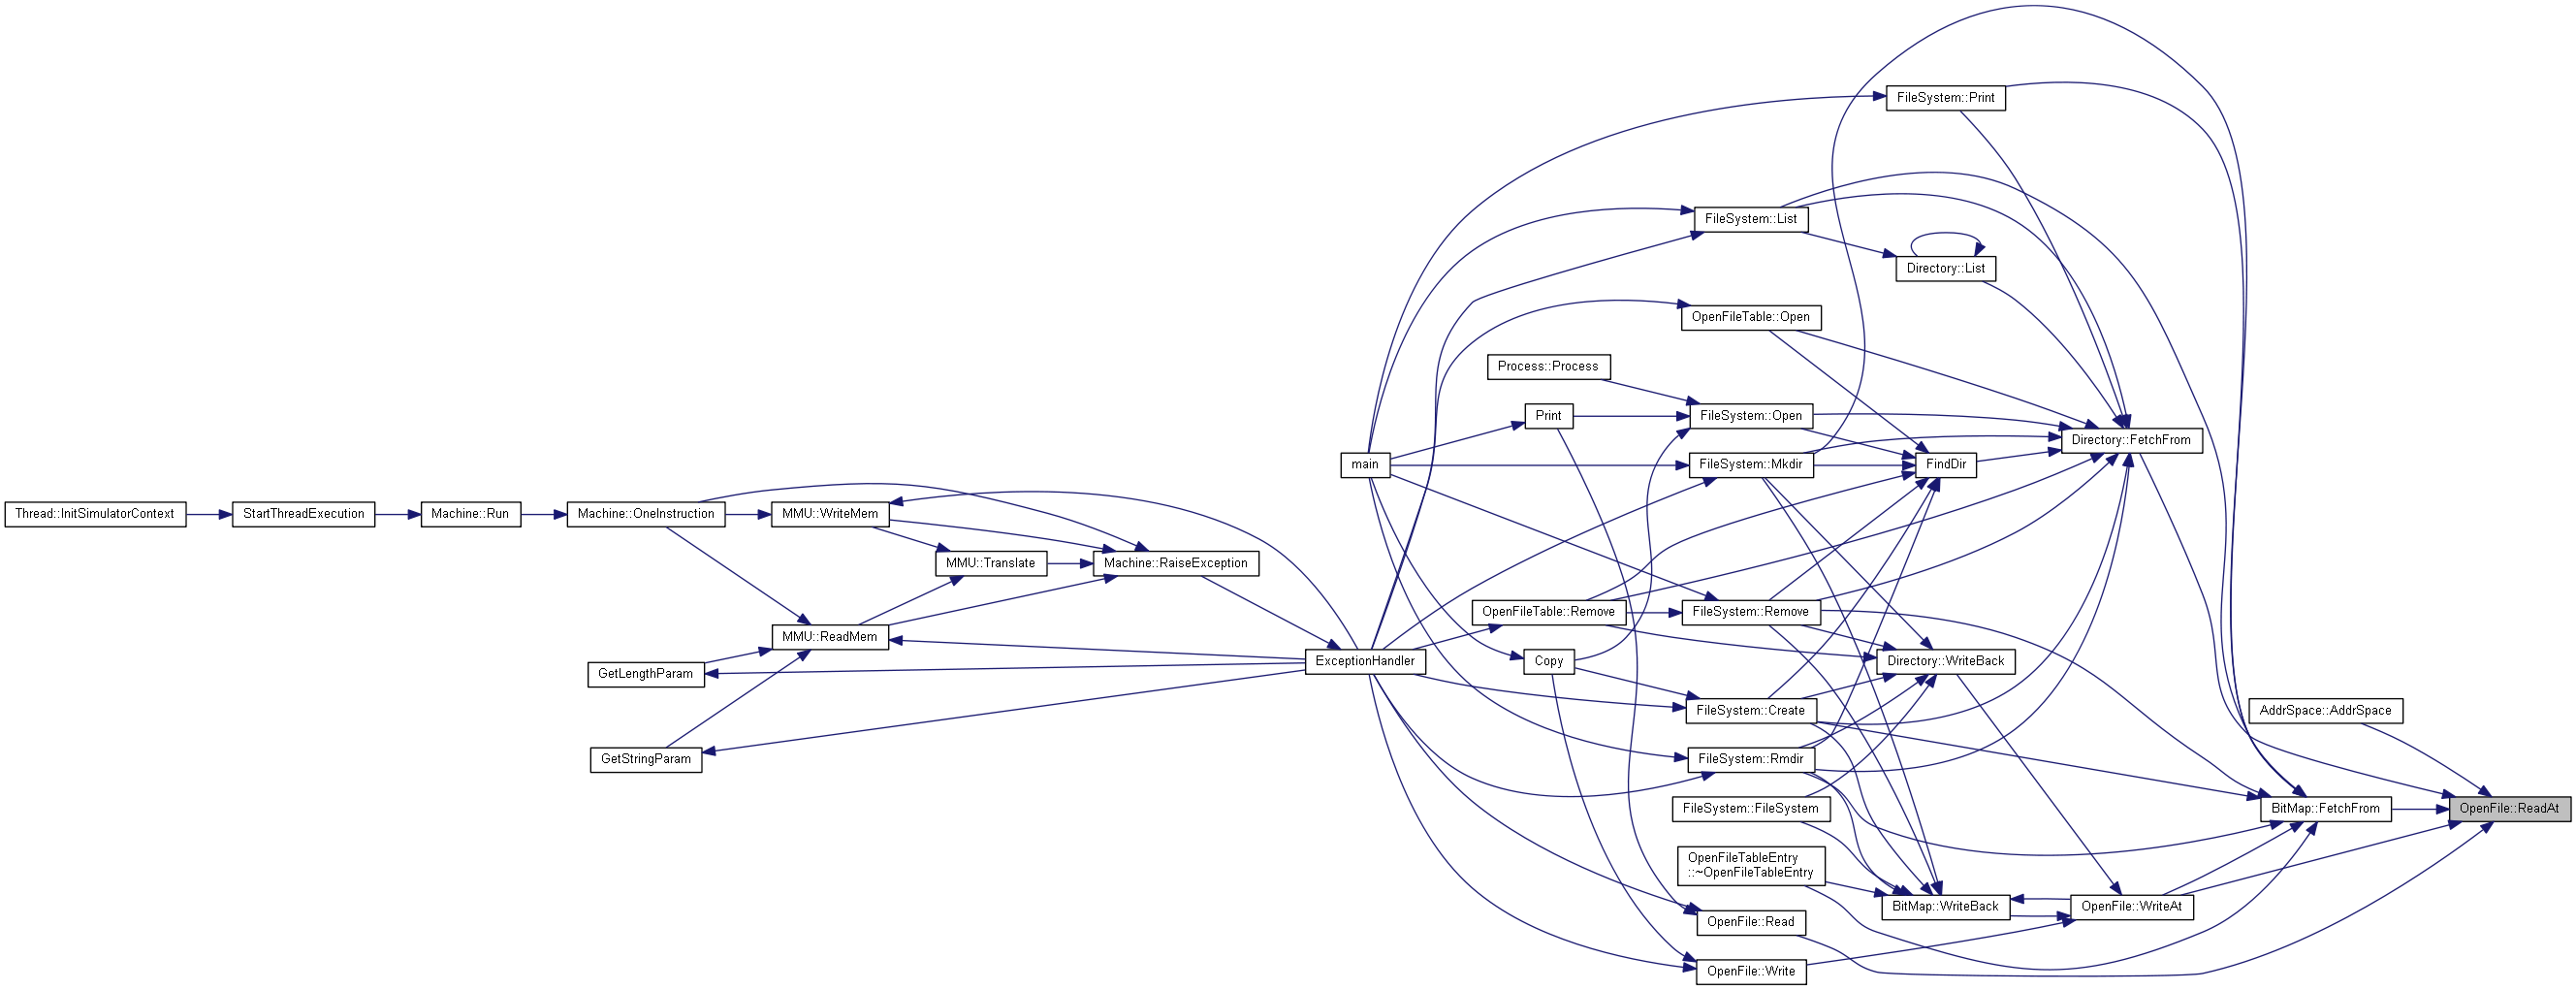 FileSystem::Print
FileSystem::List
Directory::List
OpenFileTable::Open
Process::Process
Print
FileSystem::Open
Directory::FetchFrom
main
FileSystem::Mkdir
FindDir
Thread::InitSimulatorContext
StartThreadExecution
Machine::Run
Machine::OneInstruction
MMU::WriteMem
MMU::Translate
Machine::RaiseException
OpenFileTable::Remove
FileSystem::Remove
MMU::ReadMem
GetLengthParam
ExceptionHandler
Copy
Directory::WriteBack
FileSystem::Create
AddrSpace::AddrSpace
GetStringParam
FileSystem::Rmdir
FileSystem::FileSystem
BitMap::FetchFrom
OpenFile::ReadAt
OpenFileTableEntry
::~OpenFileTableEntry
BitMap::WriteBack
OpenFile::WriteAt
OpenFile::Read
OpenFile::Write